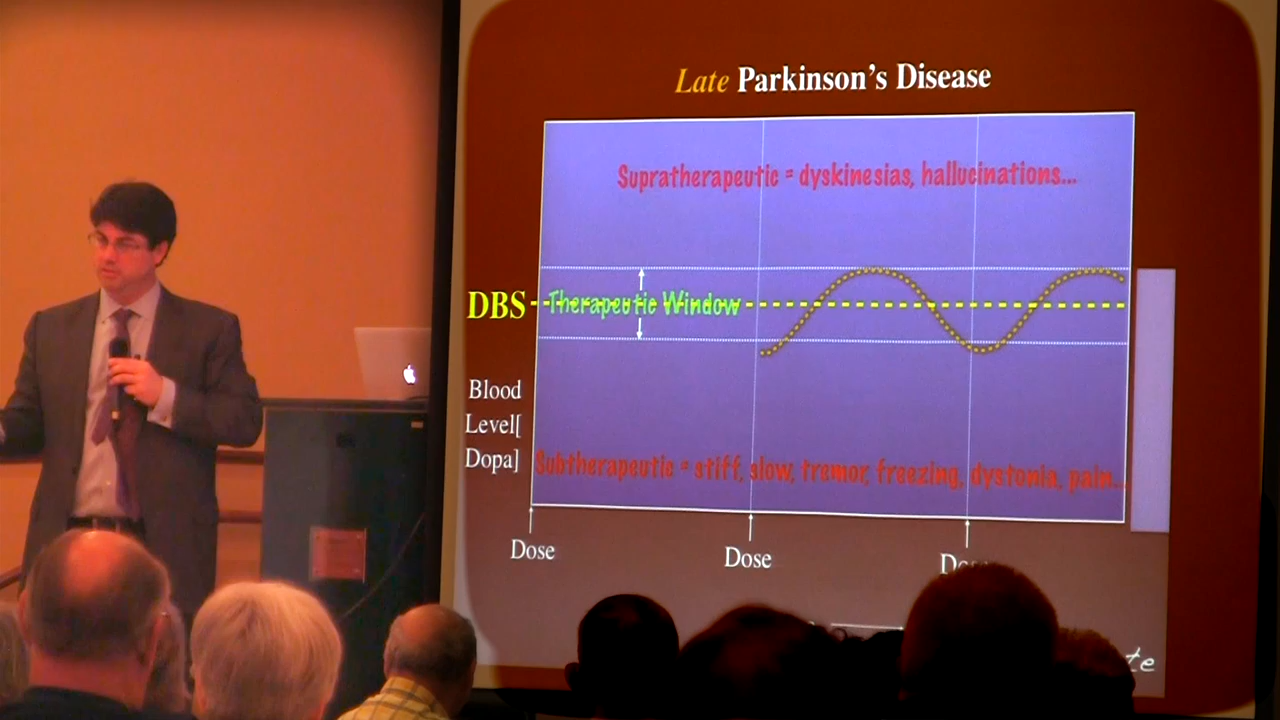 Late Parkinson's Disease
Supratherapeutic = dyskinesias, hallucinations...
DBS
Therapeutic Window
Blood
Level[
Dopa]
Subtherapeutic = stiff, slow, tremor, freezing, dystonia, pain...
Dose
Dose